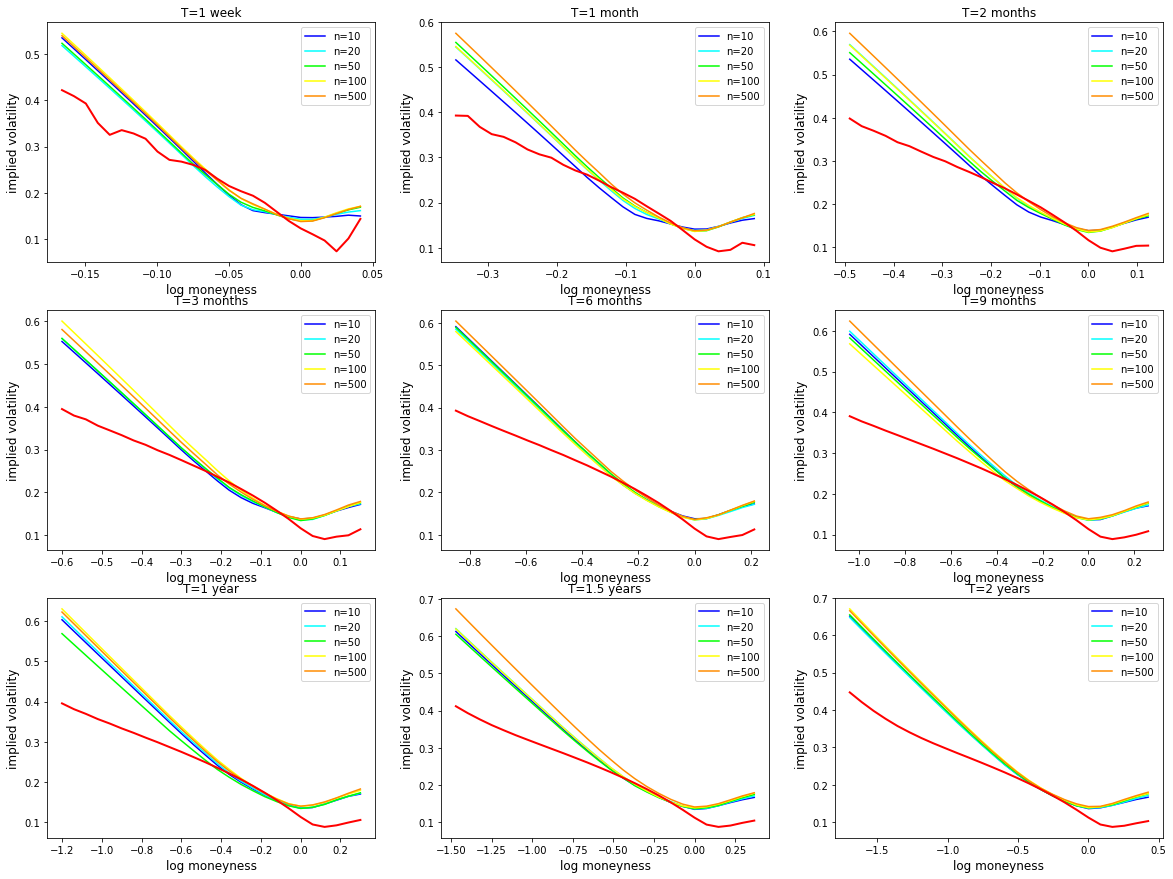 T=1 week
implied volatility
0.5
0.4
0.3
0.2
0.1
n=10
n=20
n=50
n=100
n=500
−0.15 −0.10 −0.05 0.00 0.05
log moneyness
T=1 month
implied volatility
0.6
0.5
0.4
0.3
0.2
0.1
n=10
n=20
n=50
n=100
n=500
−0.3 −0.2 −0.1 0.0 0.1
log moneyness
T=2 months
implied volatility
0.6
0.5
0.4
0.3
0.2
0.1
n=10
n=20
n=50
n=100
n=500
−0.5 −0.4 −0.3 −0.2 −0.1 0.0 0.1
log moneyness
T=3 months
implied volatility
0.6
0.5
0.4
0.3
0.2
0.1
n=10
n=20
n=50
n=100
n=500
−0.6 −0.5 −0.4 −0.3 −0.2 −0.1 0.0 0.1
log moneyness
T=6 months
implied volatility
0.6
0.5
0.4
0.3
0.2
0.1
n=10
n=20
n=50
n=100
n=500
−0.8 −0.6 −0.4 −0.2 0.0 0.2
log moneyness
T=9 months
implied volatility
0.6
0.5
0.4
0.3
0.2
0.1
n=10
n=20
n=50
n=100
n=500
−1.0 −0.8 −0.6 −0.4 −0.2 0.0 0.2
log moneyness
T=1 year
implied volatility
0.6
0.5
0.4
0.3
0.2
0.1
n=10
n=20
n=50
n=100
n=500
−1.2 −1.0 −0.8 −0.6 −0.4 −0.2 0.0 0.2
log moneyness
T=1.5 years
implied volatility
0.7
0.6
0.5
0.4
0.3
0.2
0.1
n=10
n=20
n=50
n=100
n=500
−1.50 −1.25 −1.00 −0.75 −0.50 −0.25 0.00 0.25
log moneyness
T=2 years
implied volatility
0.7
0.6
0.5
0.4
0.3
0.2
0.1
n=10
n=20
n=50
n=100
n=500
−1.5 −1.0 −0.5 0.0 0.5
log moneyness